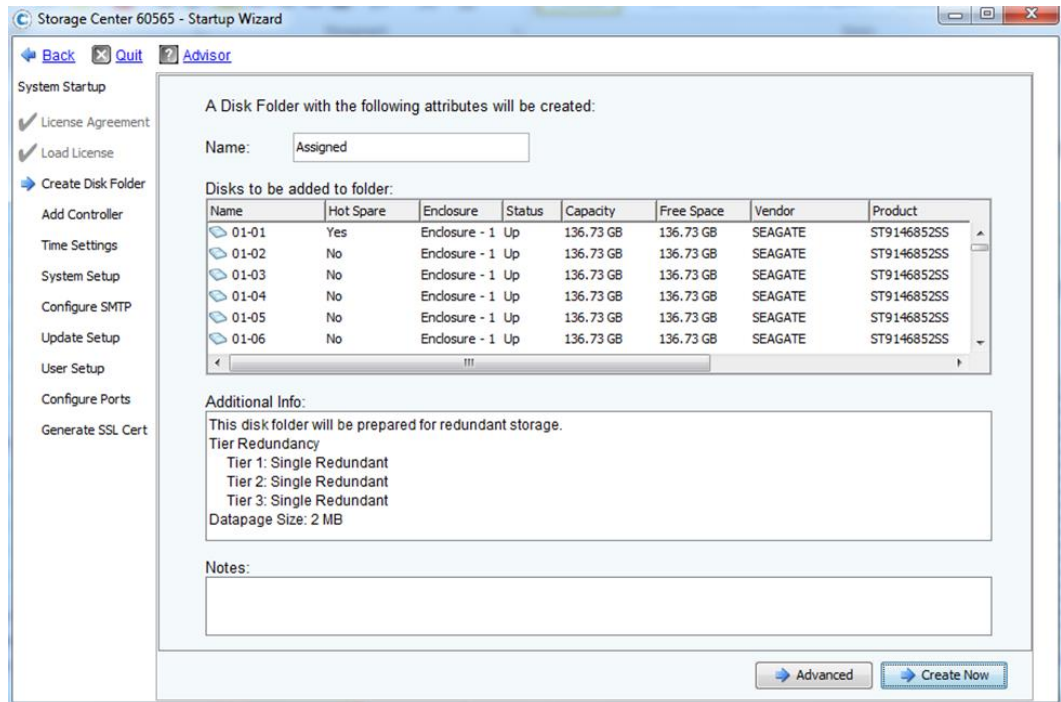 Storage Center 60565 - Startup Wizard
Back Quit Advisor
System Startup
License Agreement
Load License
Create Disk Folder
Add Controller
Time Settings
System Setup
Configure SMTP
Update Setup
User Setup
Configure Ports
Generate SSL Cert
A Disk Folder with the following attributes will be created:
Name: Assigned
Disks to be added to folder:
Name Hot Spare Enclosure Status Capacity Free Space Vendor Product
01-01 Yes Enclosure - 1 Up 136.73 GB 136.73 GB SEAGATE ST9146852SS
01-02 No Enclosure - 1 Up 136.73 GB 136.73 GB SEAGATE ST9146852SS
01-03 No Enclosure - 1 Up 136.73 GB 136.73 GB SEAGATE ST9146852SS
01-04 No Enclosure - 1 Up 136.73 GB 136.73 GB SEAGATE ST9146852SS
01-05 No Enclosure - 1 Up 136.73 GB 136.73 GB SEAGATE ST9146852SS
01-06 No Enclosure - 1 Up 136.73 GB 136.73 GB SEAGATE ST9146852SS
Additional Info:
This disk folder will be prepared for redundant storage.
Tier Redundancy
Tier 1: Single Redundant
Tier 2: Single Redundant
Tier 3: Single Redundant
Datapage Size: 2 MB
Notes:
Advanced Create Now